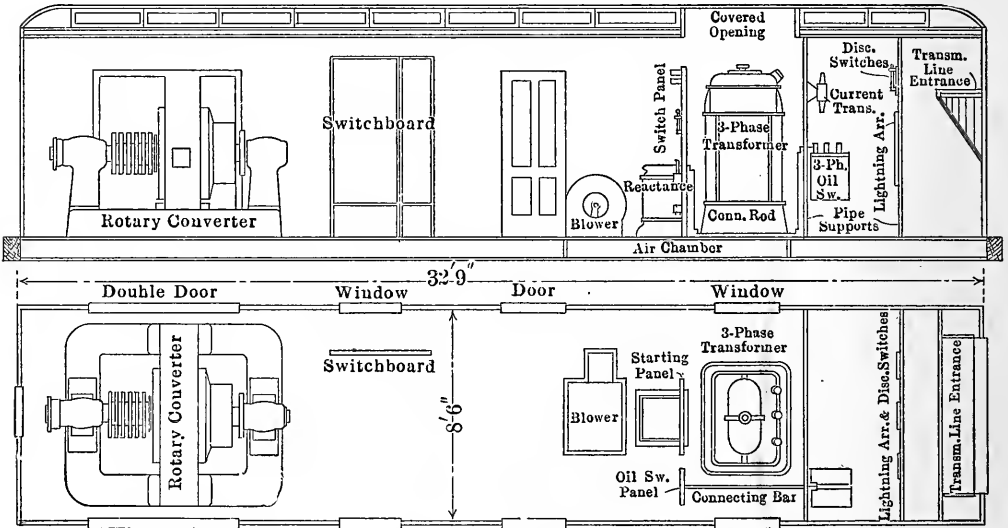 Covered
Opening
Disc.
Switches
Transm.
Line
Entrance
Switch Panel
Current
Trans.
Switchboard
3-Phase
Transformer
Lightning Arr.
3-Ph.
Oil
Sw.
Reactance
Rotary Converter
Blower
Conn. Rod
Pipe
Supports
Air Chamber
32'9"
Double Door
Window
Door
Window
Rotary Converter
Switchboard
8'6"
Starting
Panel
3-Phase
Transformer
Blower
Oil Sw.
Panel
Connecting Bar
Lightning Arr. & Disc. Switches
Transm. Line Entrance